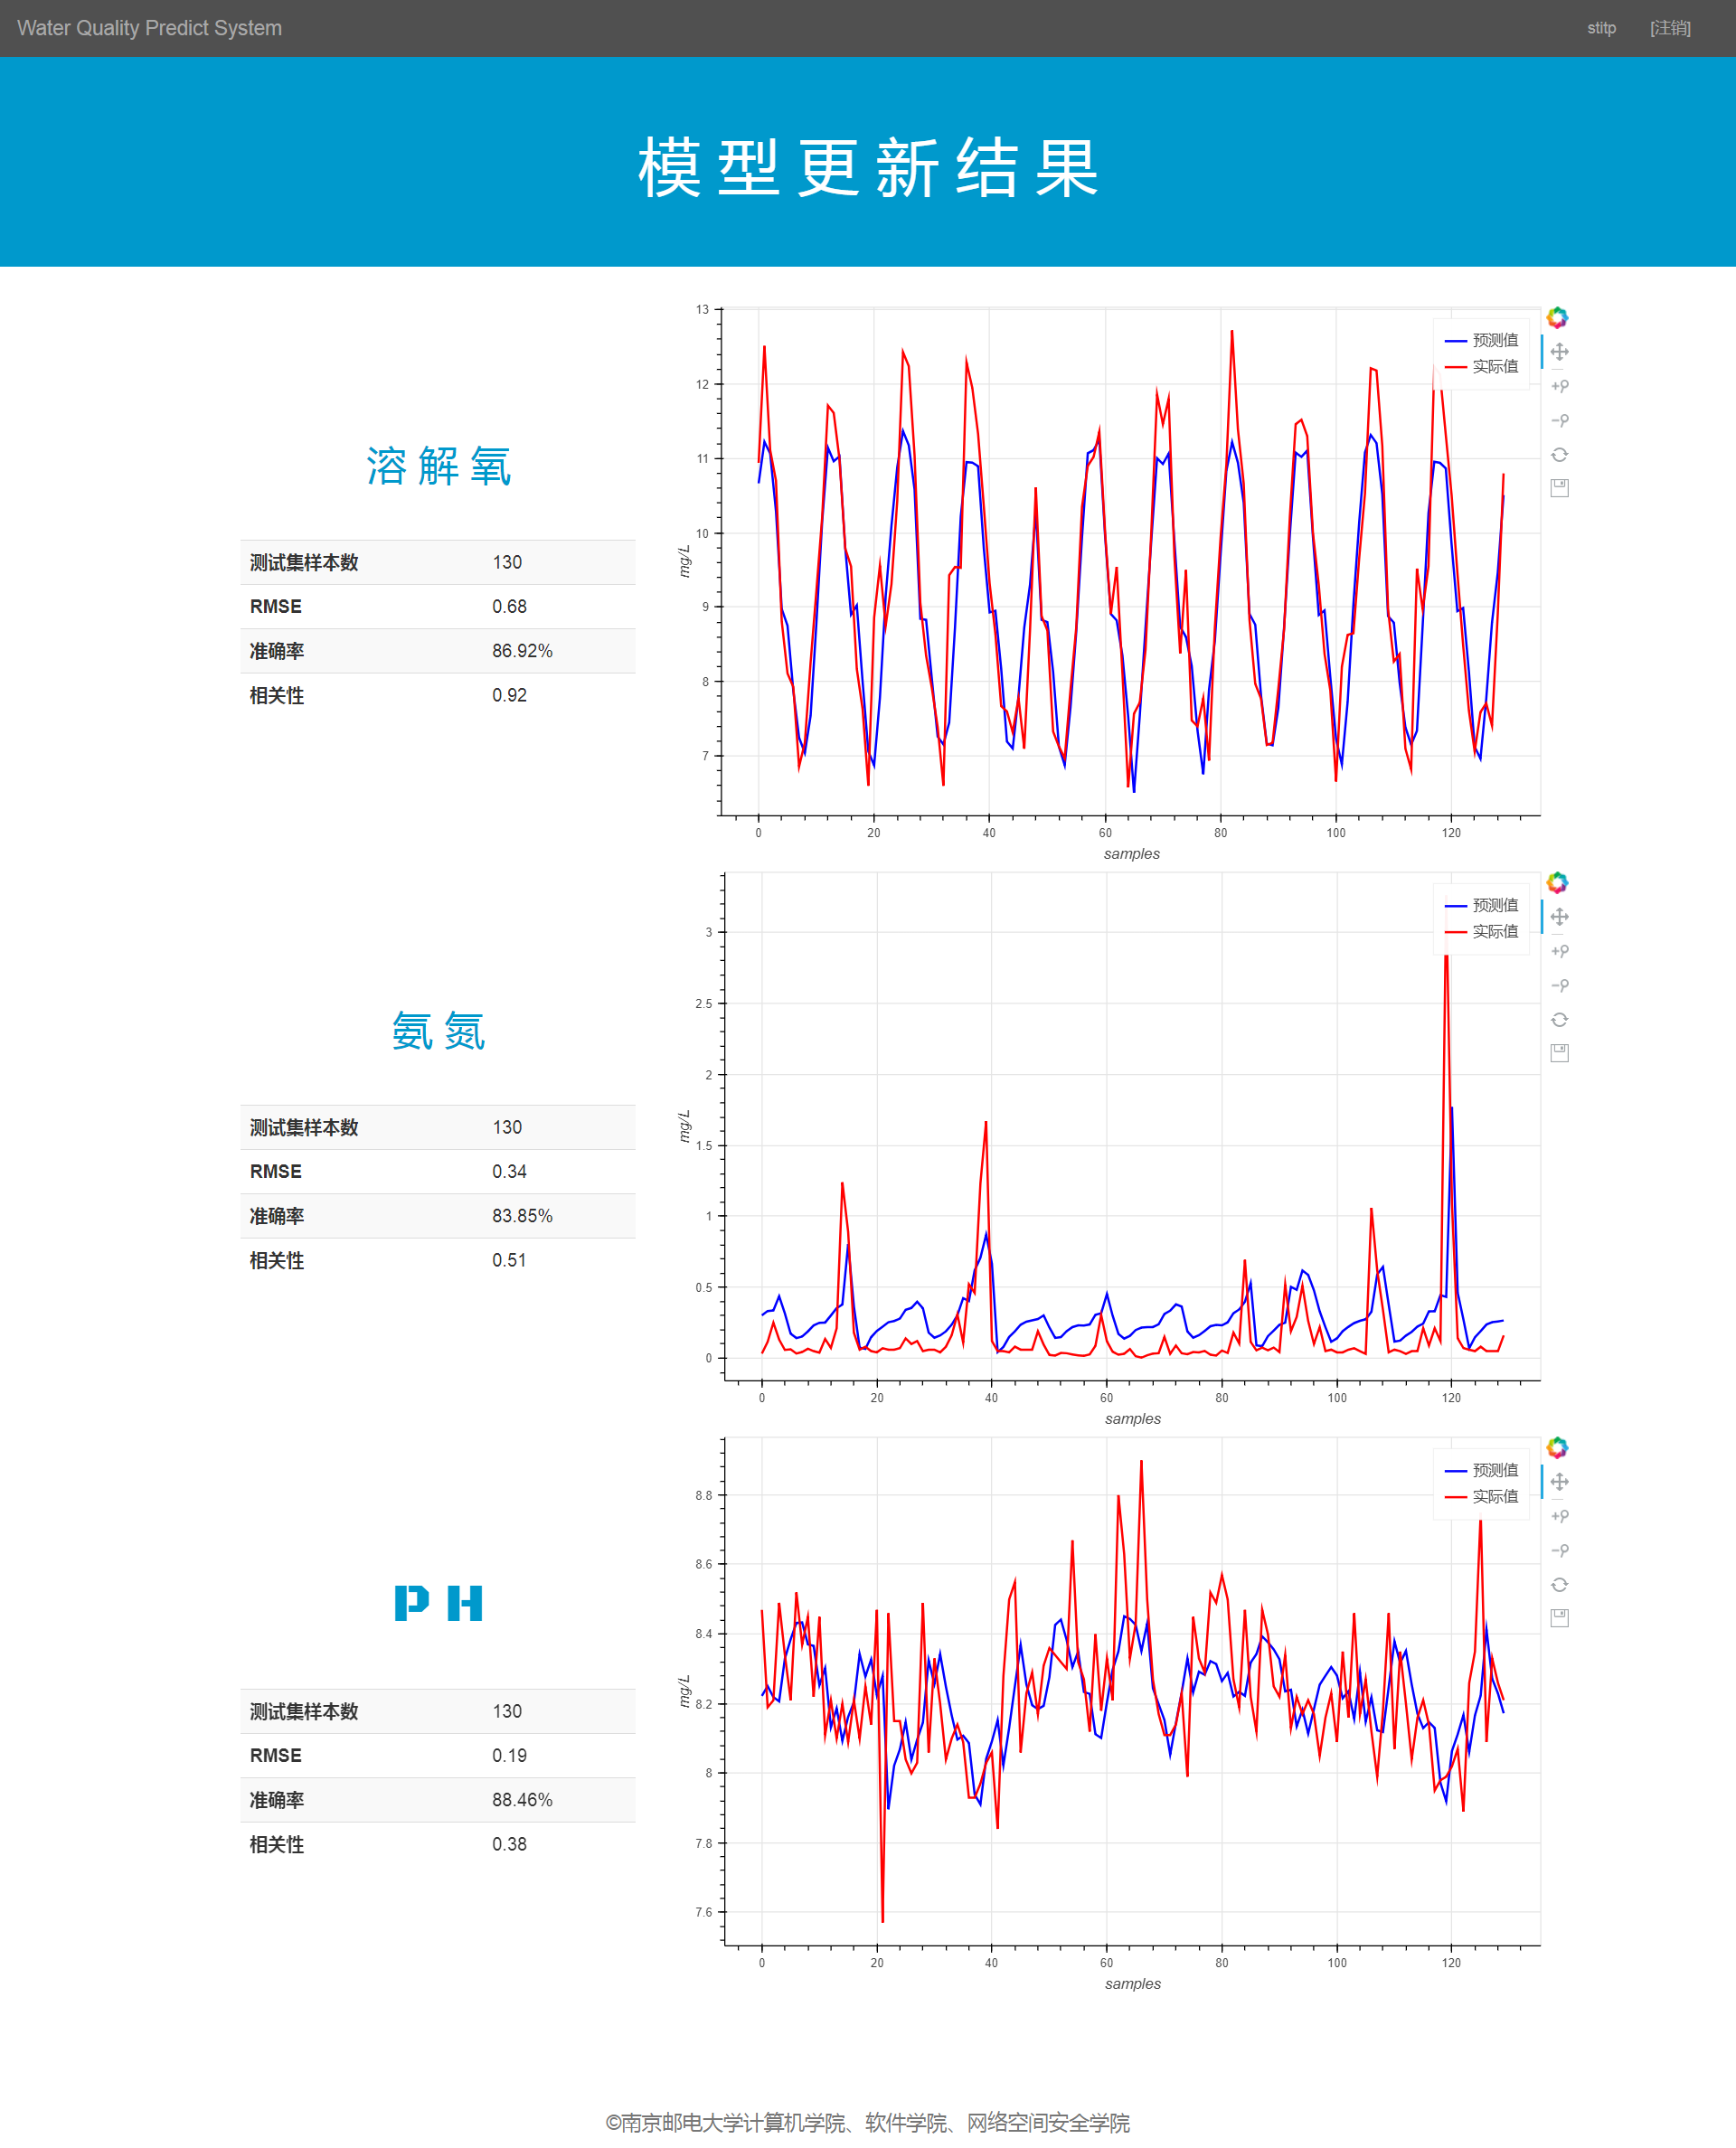 Water Quality Predict System
stitp [注销]
模型更新结果
溶解氧
测试集样本数 130
RMSE 0.68
准确率 86.92%
相关性 0.92
13
12
11
10
9
8
7
mg/L
预测值
实际值
0 20 40 60 80 100 120
samples
氨氮
测试集样本数 130
RMSE 0.34
准确率 83.85%
相关性 0.51
3
2.5
2
1.5
1
0.5
0
mg/L
预测值
实际值
0 20 40 60 80 100 120
samples
PH
测试集样本数 130
RMSE 0.19
准确率 88.46%
相关性 0.38
8.8
8.6
8.4
8.2
8
7.8
7.6
mg/L
预测值
实际值
0 20 40 60 80 100 120
samples
©南京邮电大学计算机学院、软件学院、网络空间安全学院